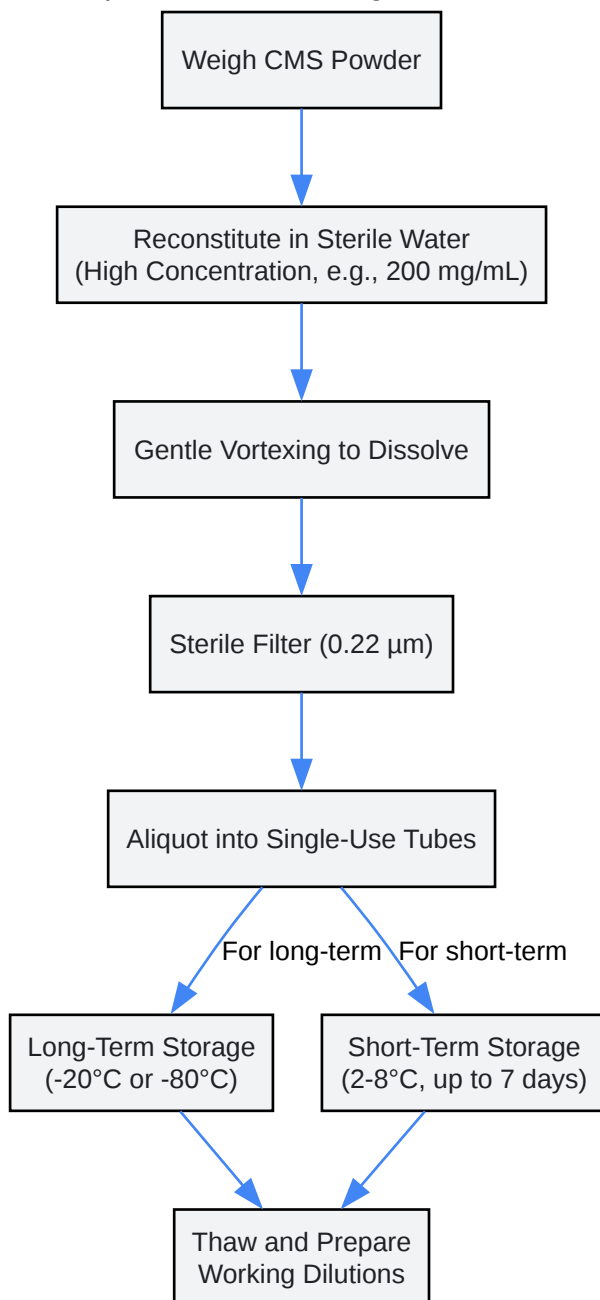 Weigh CMS Powder
Reconstitute in Sterile Water
(High Concentration, e.g., 200 mg/mL)
Gentle Vortexing to Dissolve
Sterile Filter (0.22 µm)
Aliquot into Single-Use Tubes
For long-term
For short-term
Long-Term Storage
(-20°C or -80°C)
Short-Term Storage
(2-8°C, up to 7 days)
Thaw and Prepare
Working Dilutions